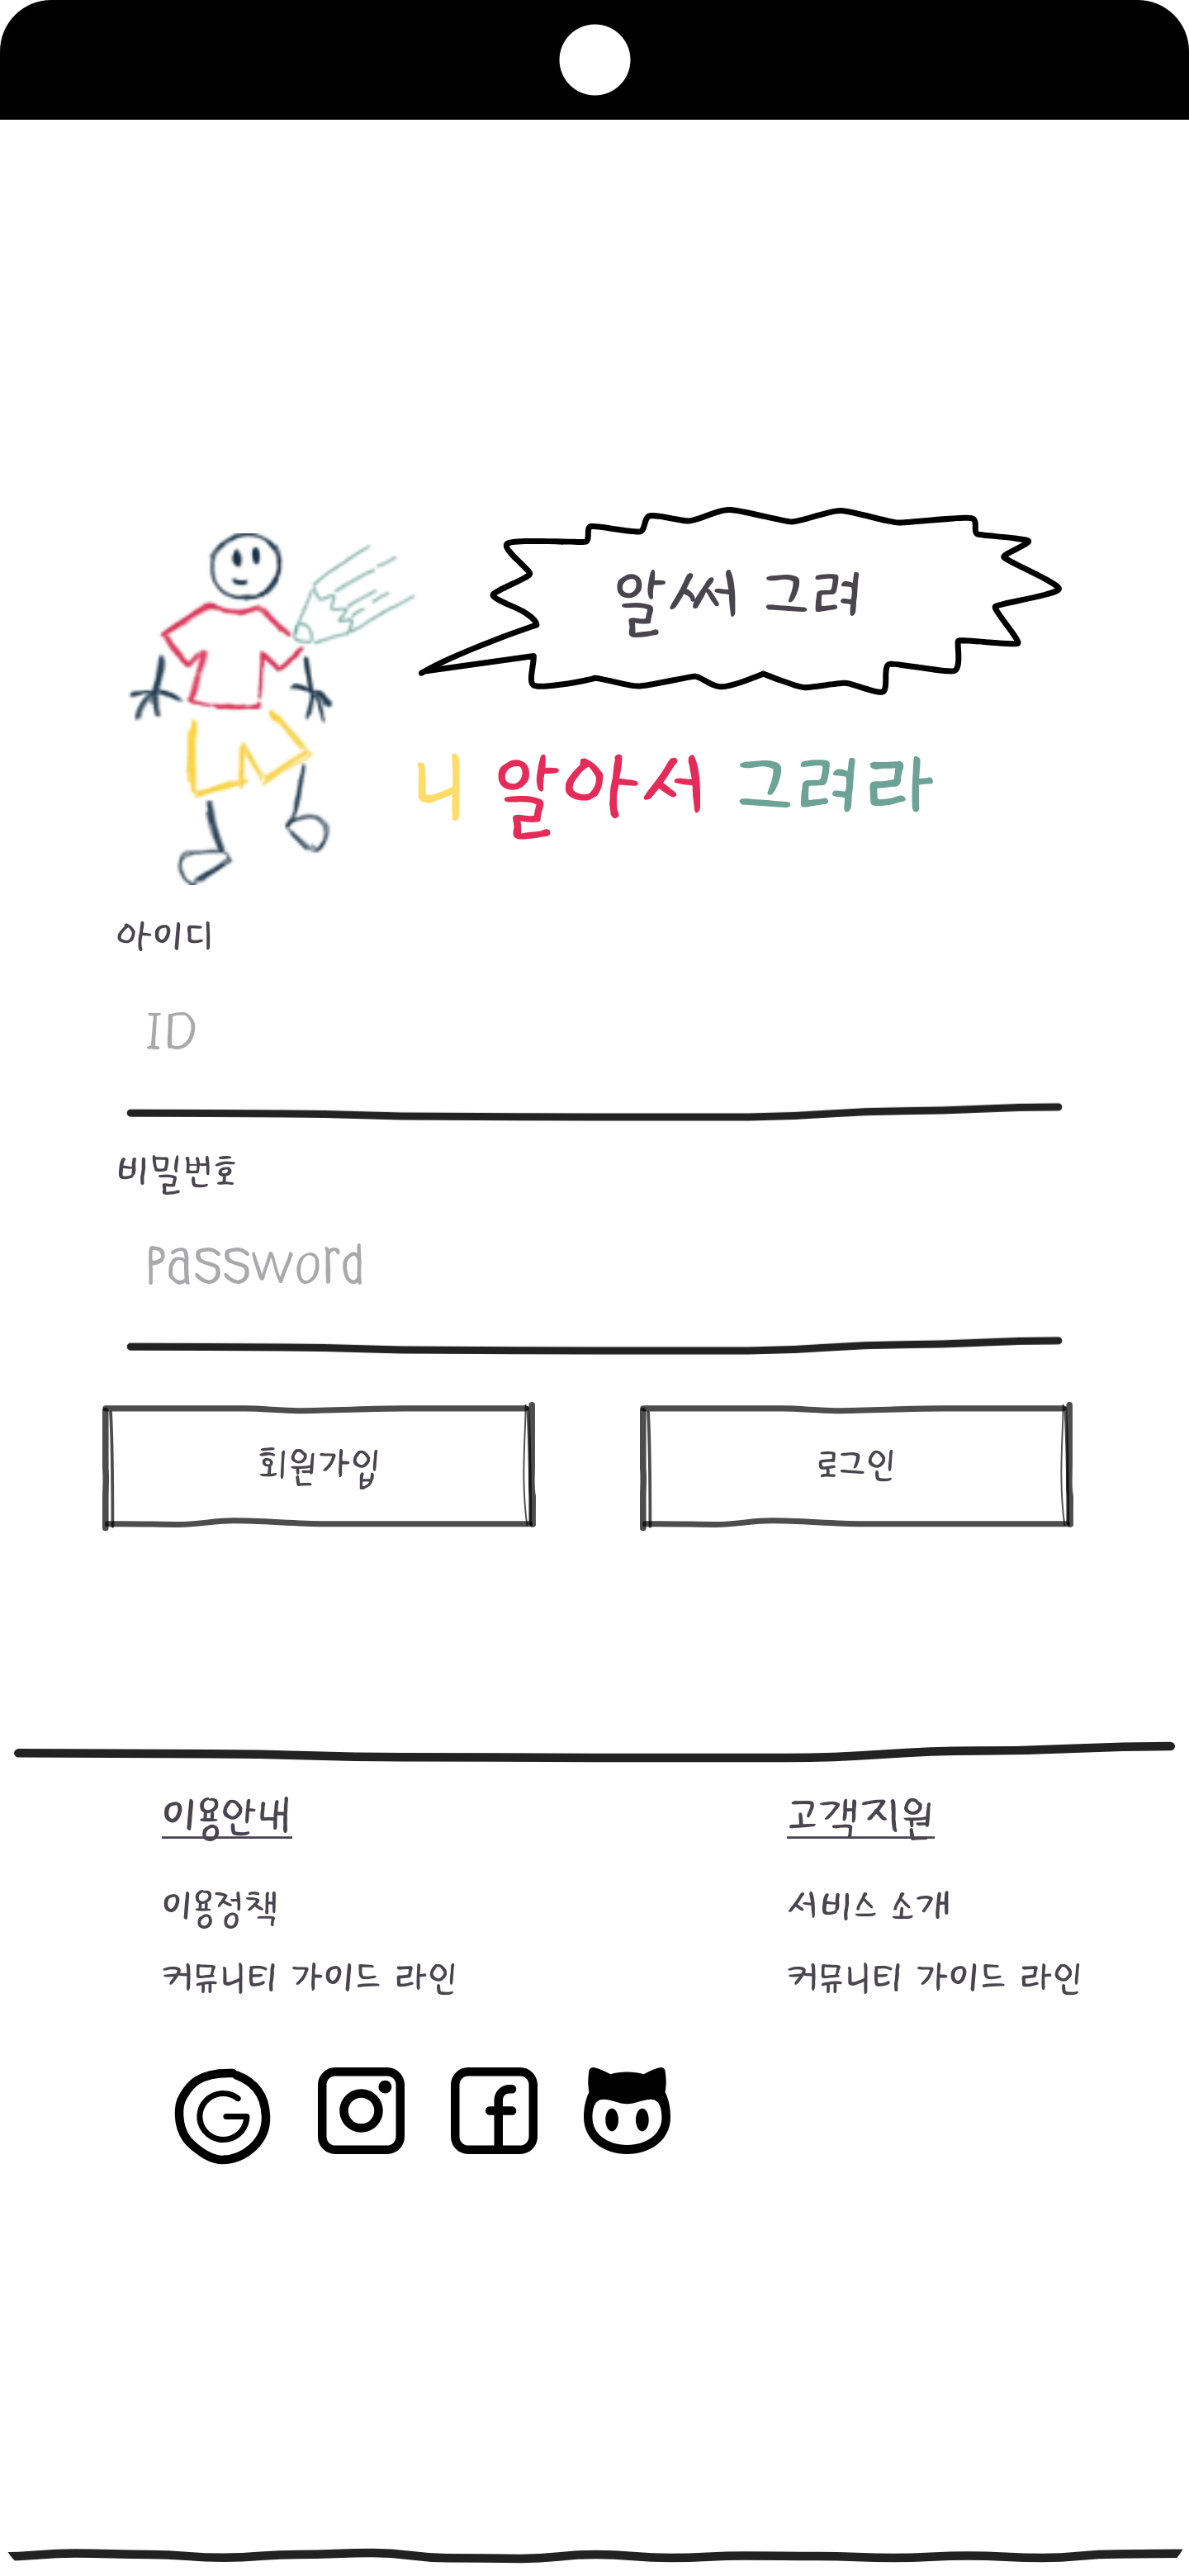 알써 그려
니 알아서 그려라
아이디
ID
비밀번호
Password
회원가입 로그인
이용안내 고객지원
이용정책 서비스 소개
커뮤니티 가이드 라인 커뮤니티 가이드 라인